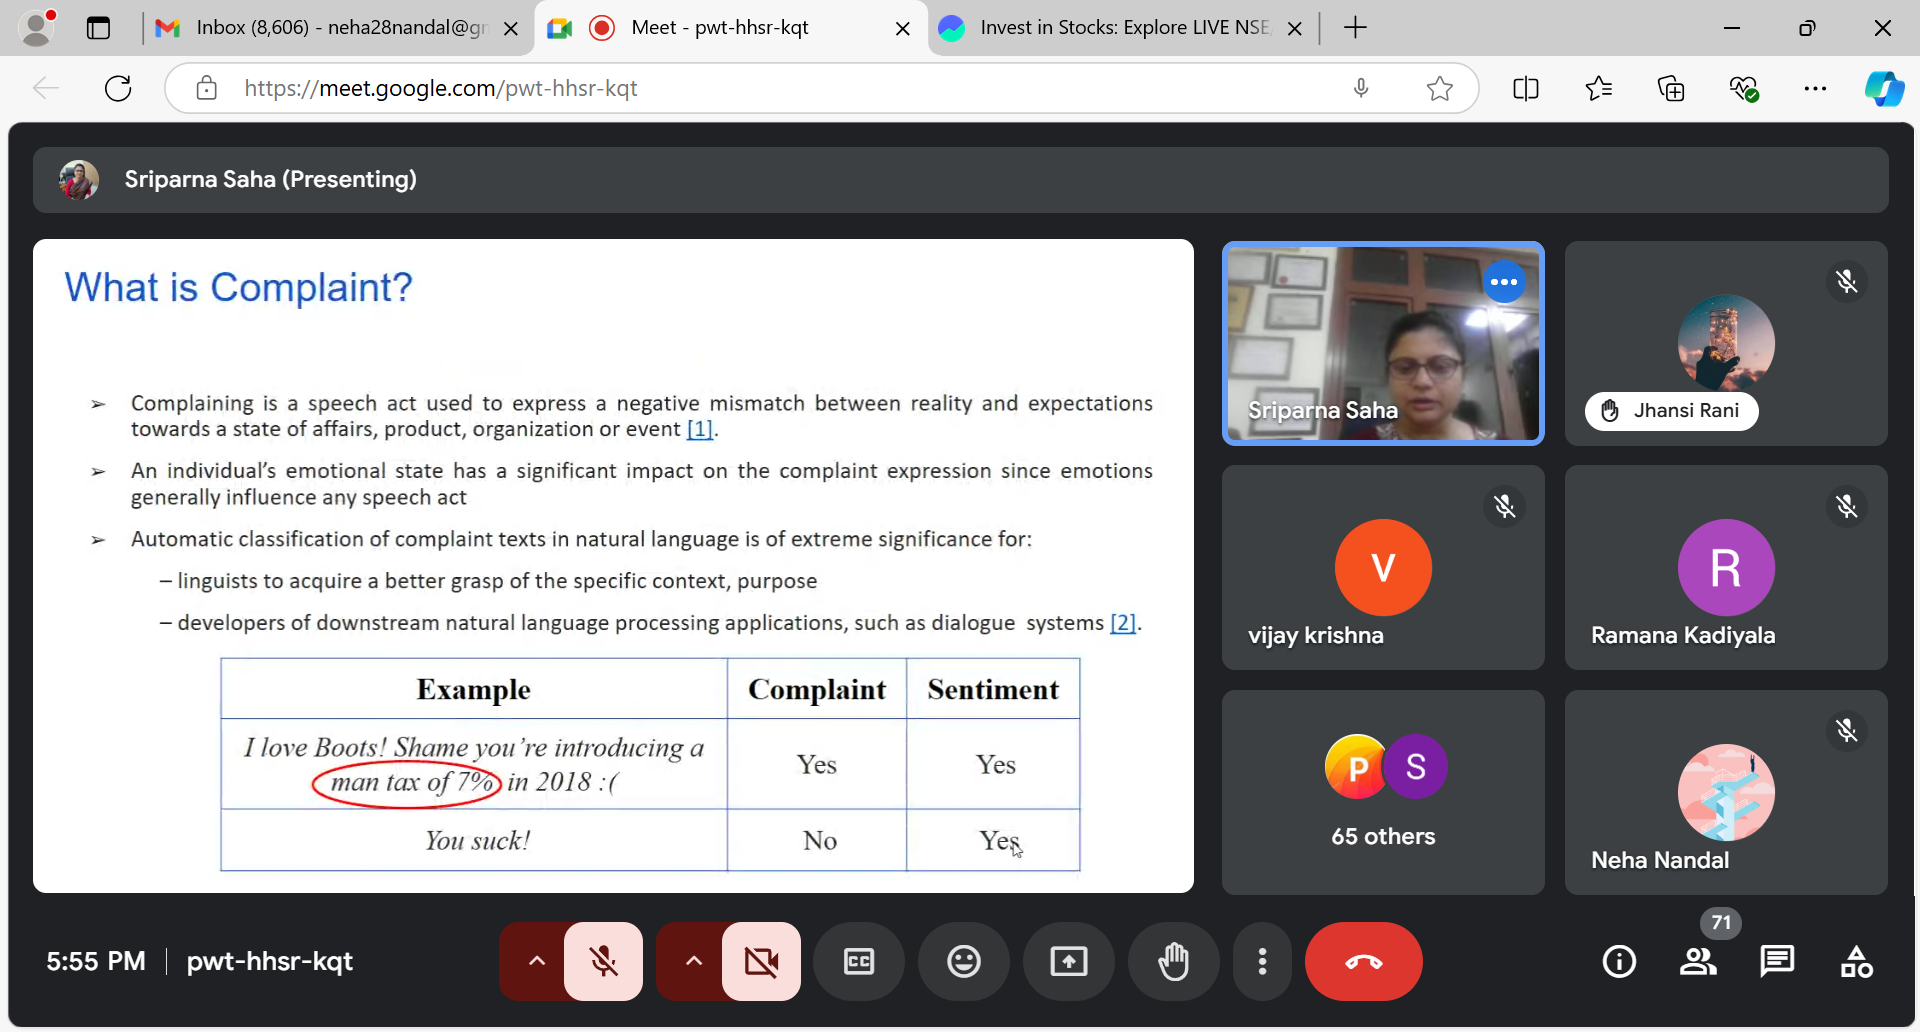 Inbox (8,606) - neha28nandal@gm
Meet - pwt-hhsr-kqt
Invest in Stocks: Explore LIVE NSE,
https://meet.google.com/pwt-hhsr-kqt
Sriparna Saha (Presenting)
What is Complaint?
➢ Complaining is a speech act used to express a negative mismatch between reality and expectations
towards a state of affairs, product, organization or event [1].
➢ An individual's emotional state has a significant impact on the complaint expression since emotions
generally influence any speech act
➢ Automatic classification of complaint texts in natural language is of extreme significance for:
– linguists to acquire a better grasp of the specific context, purpose
– developers of downstream natural language processing applications, such as dialogue systems [2].
Example Complaint Sentiment
I love Boots! Shame you're introducing a
man tax of 7% in 2018 :( Yes Yes
You suck! No Yes
Sriparna Saha
Jhansi Rani
V
vijay krishna
R
Ramana Kadiyala
P S
65 others
Neha Nandal
5:55 PM | pwt-hhsr-kqt
CC
71